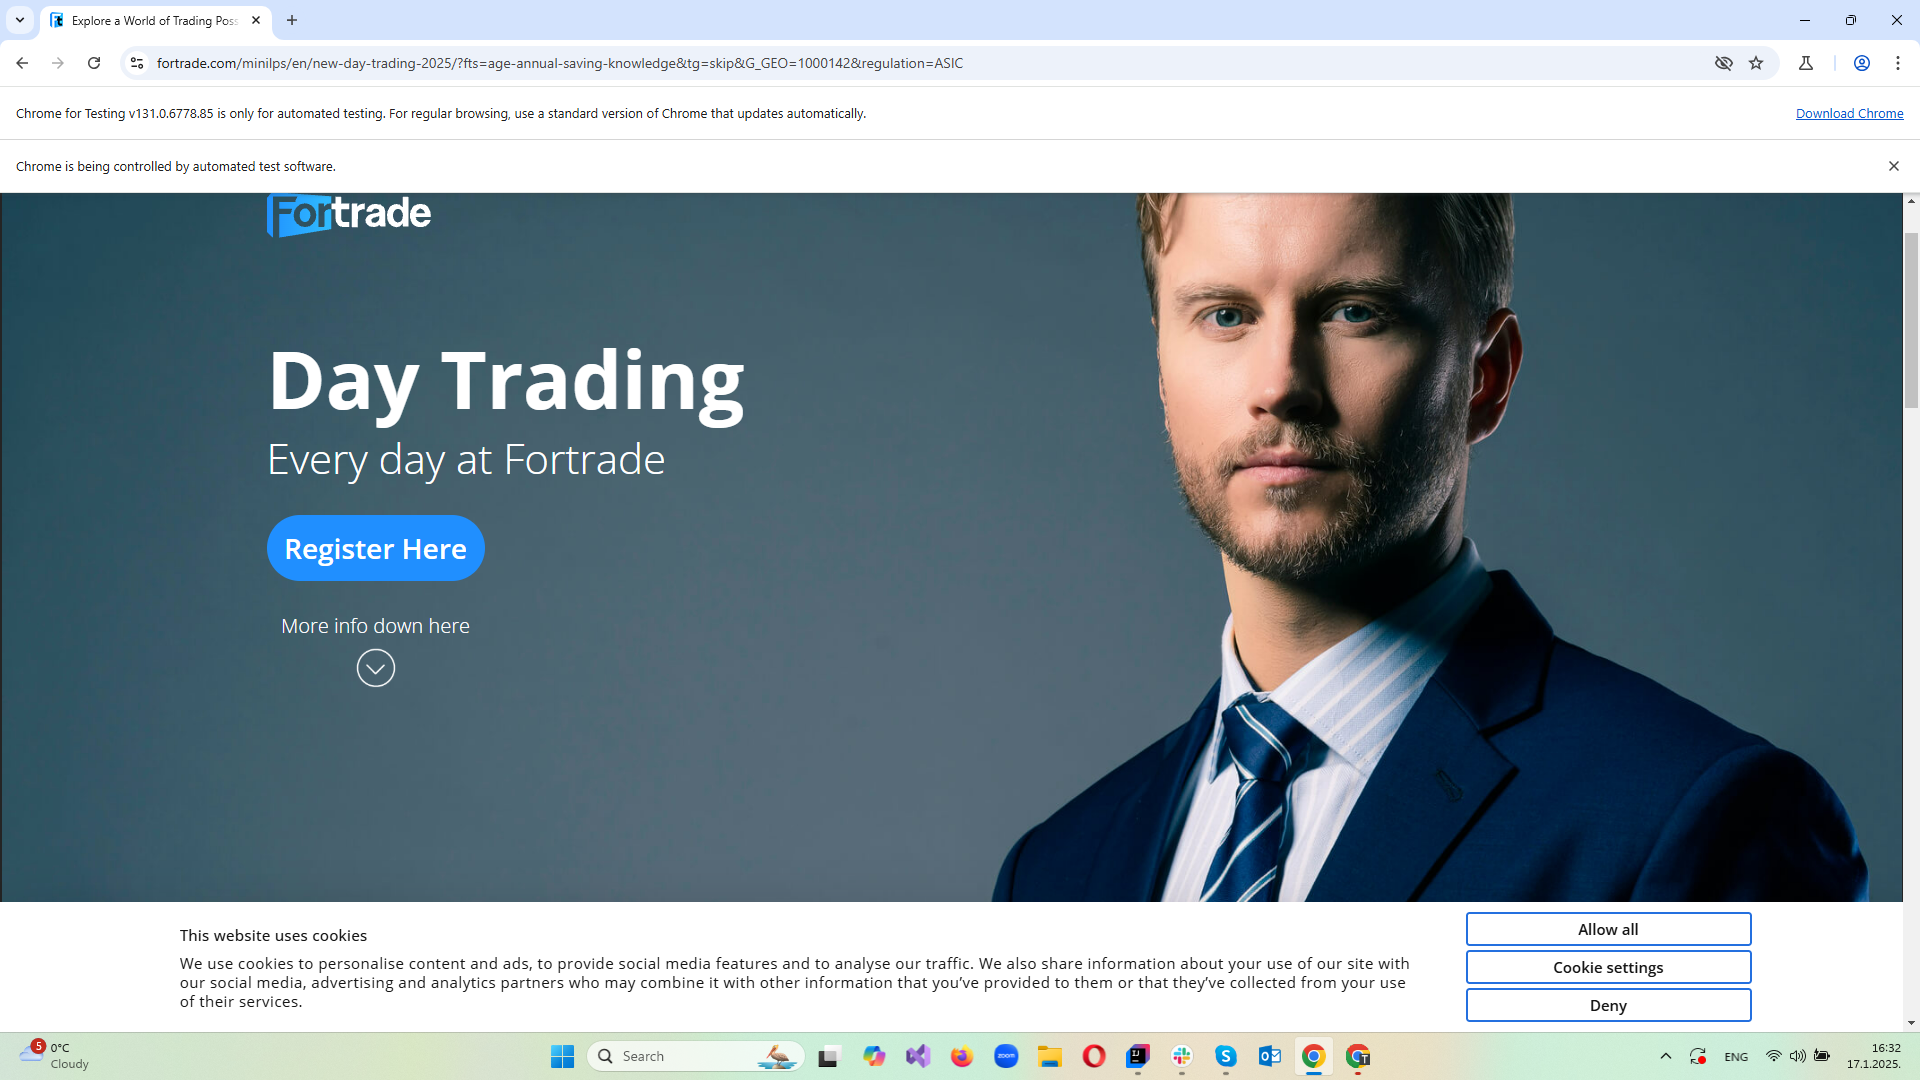 Explore a World of Trading Poss
fortrade.com/minilps/en/new-day-trading-2025/?fts=age-annual-saving-knowledge&tg=skip&G_GEO=1000142&regulation=ASIC
Chrome for Testing v131.0.6778.85 is only for automated testing. For regular browsing, use a standard version of Chrome that updates automatically.
Download Chrome
Chrome is being controlled by automated test software.
Fortrade
Day Trading
Every day at Fortrade
Register Here
More info down here
This website uses cookies
We use cookies to personalise content and ads, to provide social media features and to analyse our traffic. We also share information about your use of our site with
our social media, advertising and analytics partners who may combine it with other information that you’ve provided to them or that they’ve collected from your use
of their services.
Allow all
Cookie settings
Deny
5
0°C
Cloudy
Search
zoom
ENG
16:32
17.1.2025.